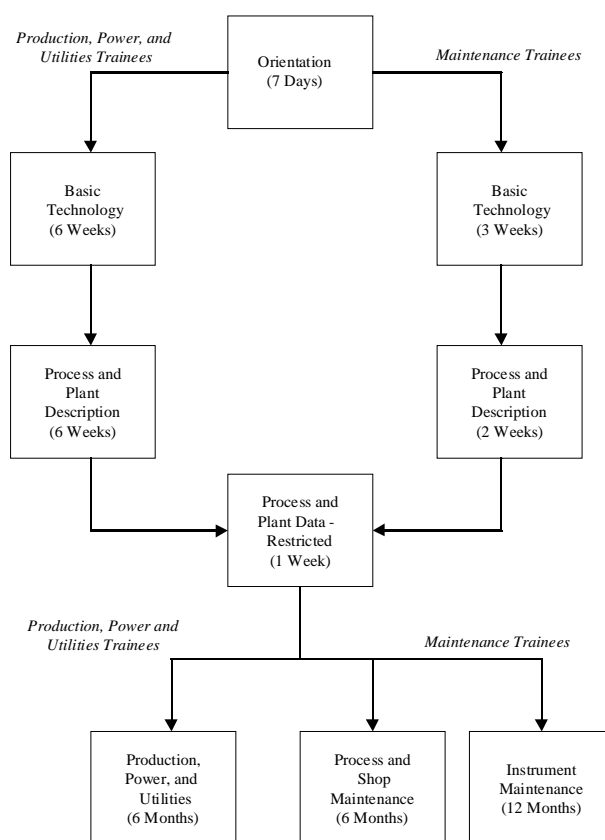 Production, Power, and
Utilities Trainees
Orientation
(7 Days)
Maintenance Trainees
Basic
Technology
(6 Weeks)
Basic
Technology
(3 Weeks)
Process and
Plant
Description
(6 Weeks)
Process and
Plant
Description
(2 Weeks)
Process and
Plant Data -
Restricted
(1 Week)
Production, Power and
Utilities Trainees
Maintenance Trainees
Production,
Power, and
Utilities
(6 Months)
Process and
Shop
Maintenance
(6 Months)
Instrument
Maintenance
(12 Months)